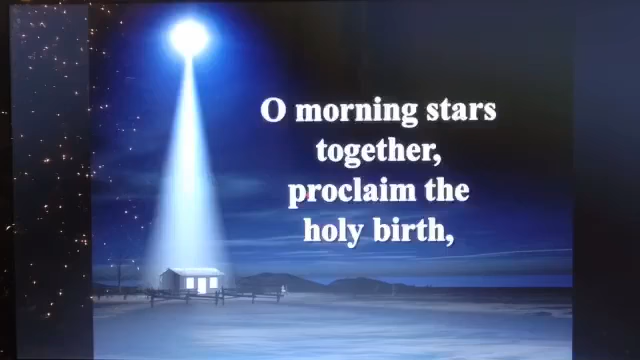 O morning stars
together,
proclaim the
holy birth,